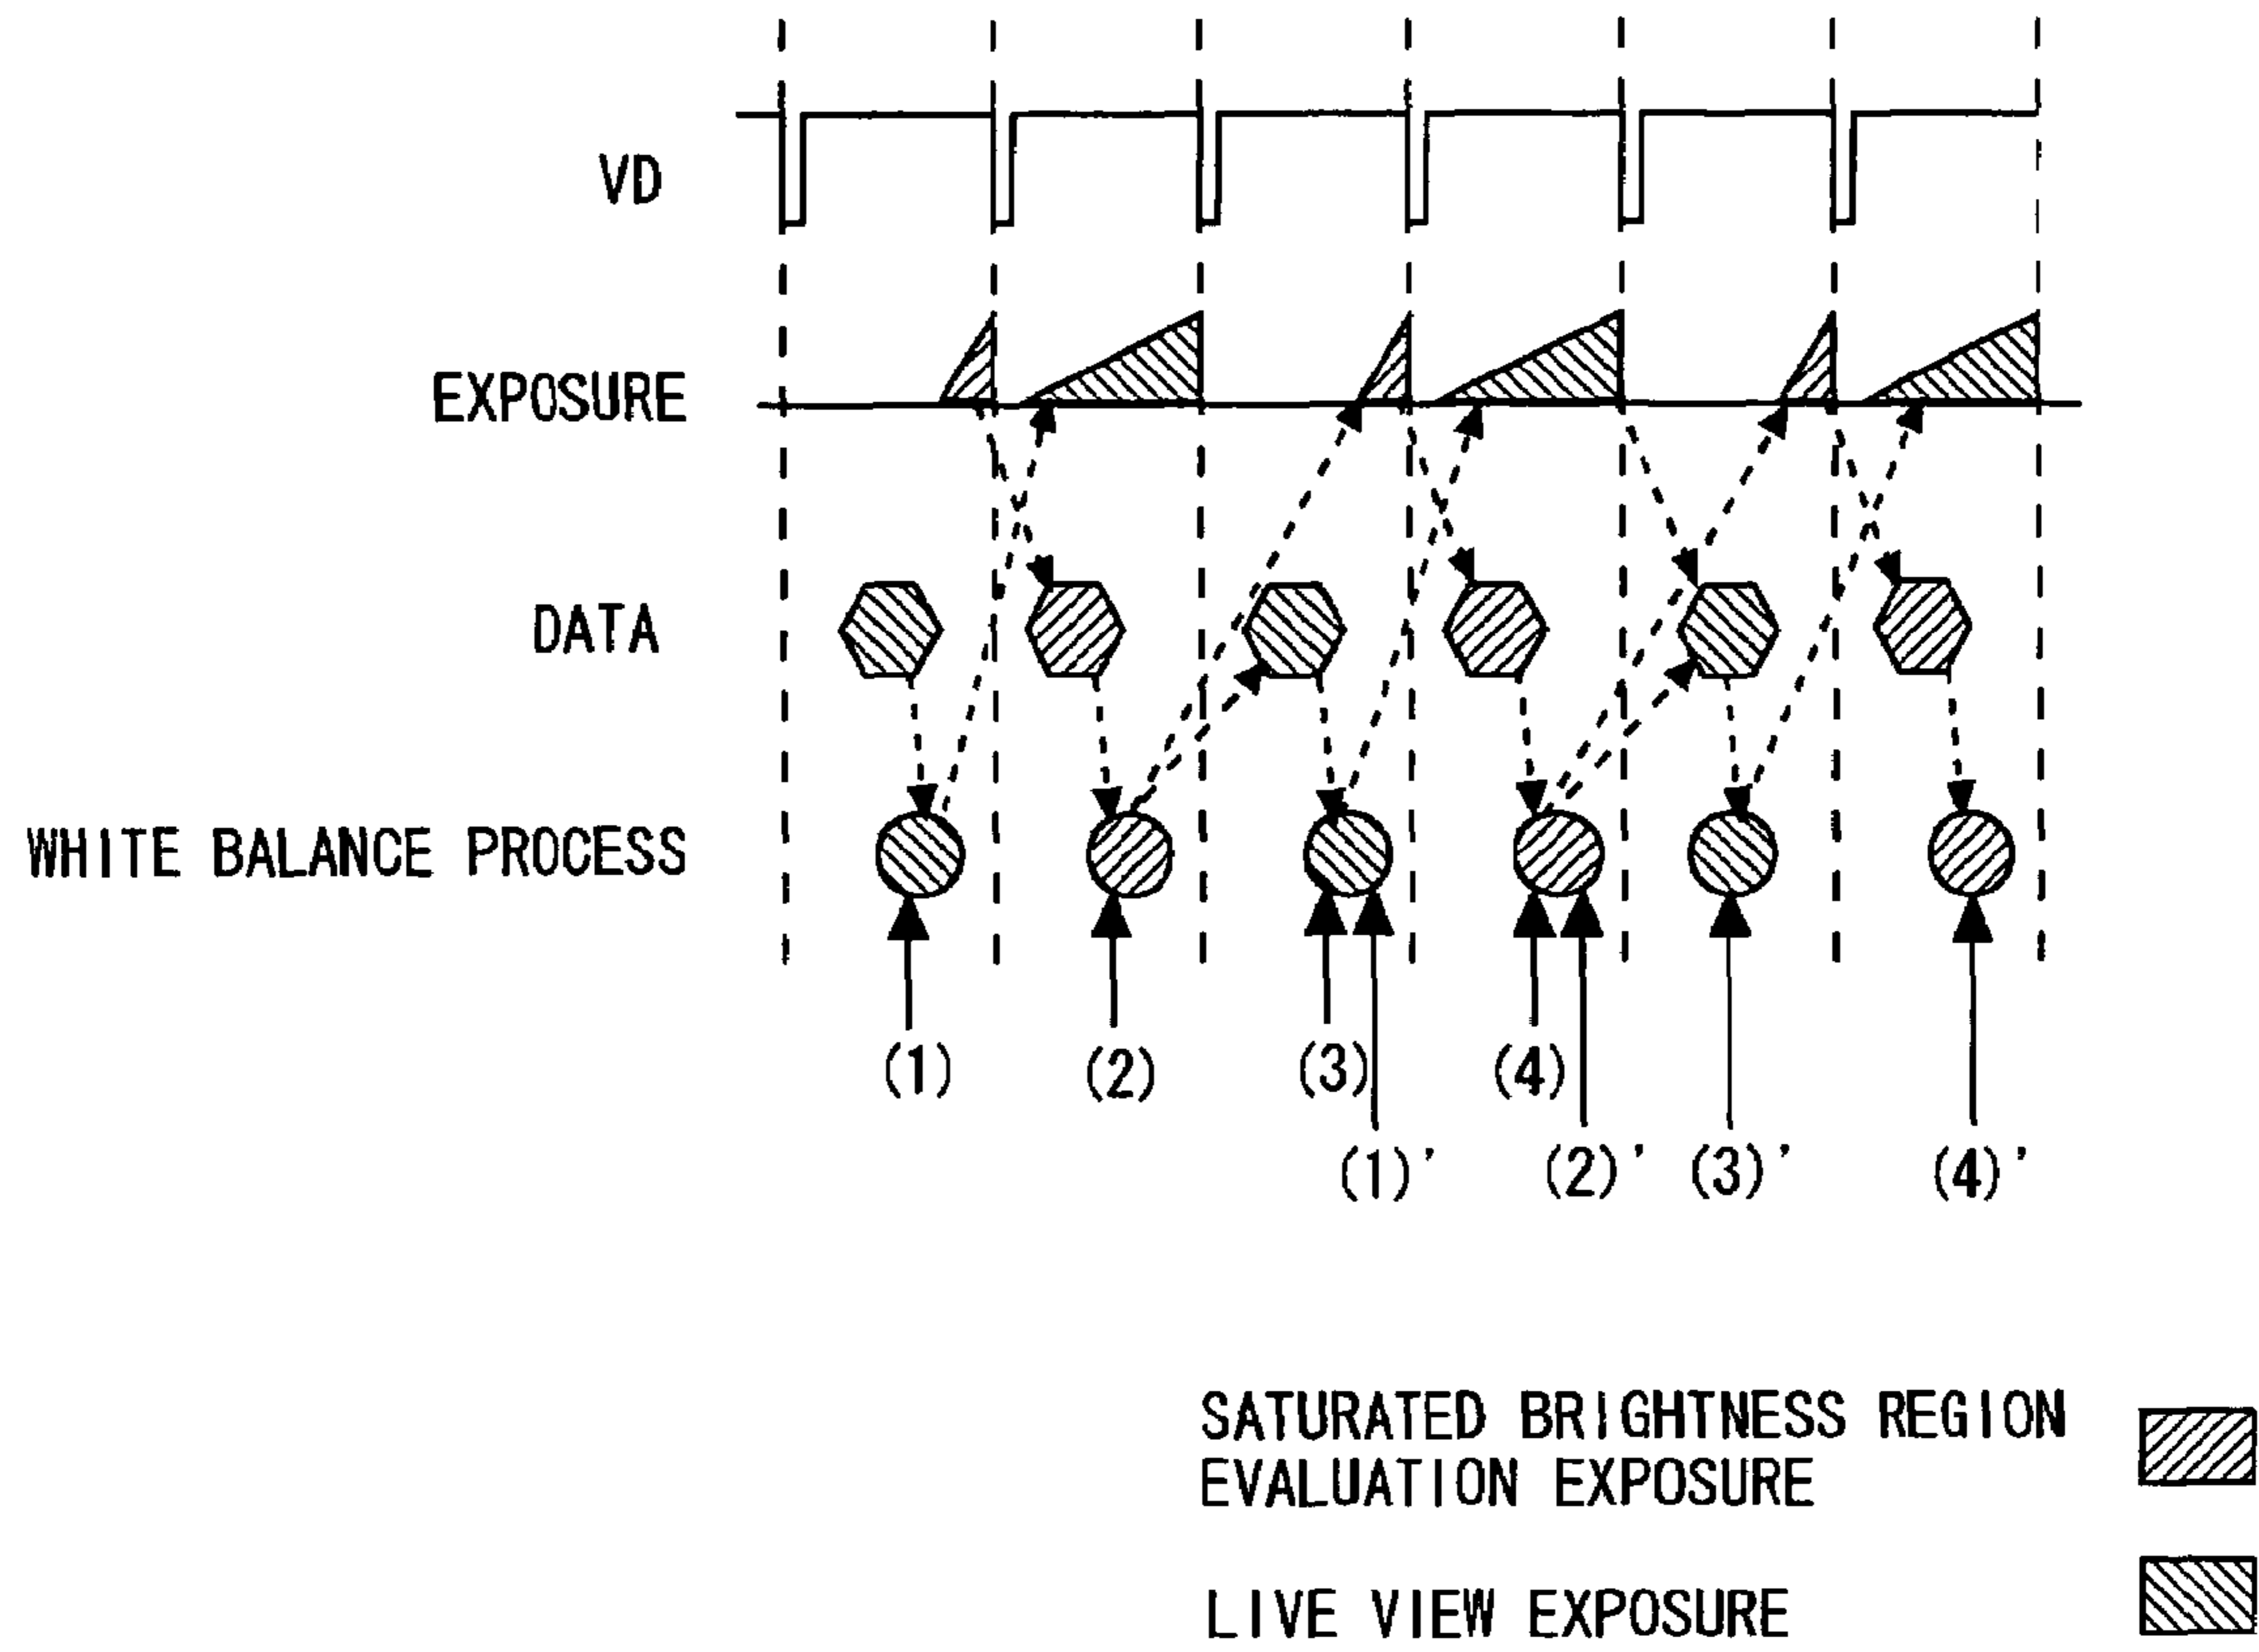 VD
EXPOSURE
DATA
WHITE BALANCE PROCESS
(1) (2) (3) (4)
(1)' (2)' (3)' (4)'
SATURATED BRIGHTNESS REGION
EVALUATION EXPOSURE
LIVE VIEW EXPOSURE